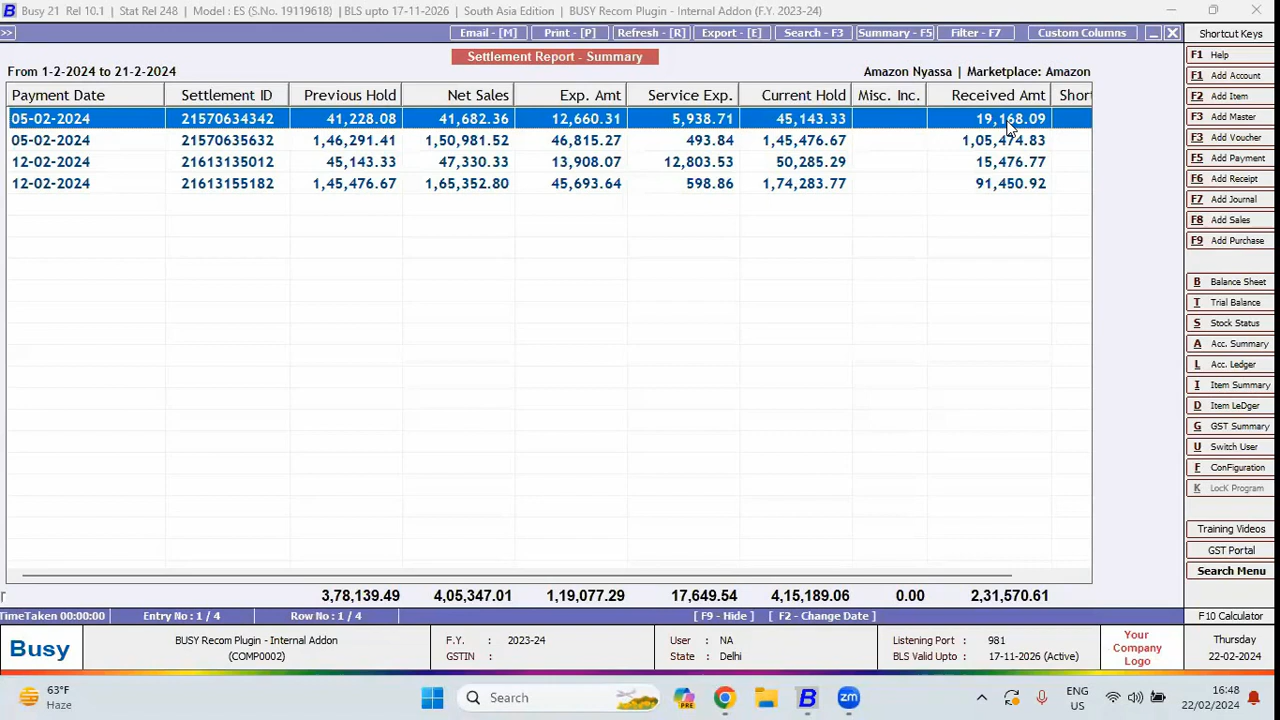 Busy 21 Rel 10.1 | Stat Rel 248 | Model : ES (S.No. 19119618) |BLS upto 17-11-2026 | South Asia Edition | BUSY Recom Plugin - Internal Addon (F.Y. 2023-24)
>> Email - [M] Print - [P] Refresh - [R] Export - [E] Search - F3 Summary - F5 Filter - F7 Custom Columns
Settlement Report - Summary
From 1-2-2024 to 21-2-2024 Amazon Nyassa | Marketplace: Amazon
Payment Date Settlement ID Previous Hold Net Sales Exp. Amt Service Exp. Current Hold Misc. Inc. Received Amt Short
05-02-2024 21570634342 41,228.08 41,682.36 12,660.31 5,938.71 45,143.33 19,168.09
05-02-2024 21570635632 1,46,291.41 1,50,981.52 46,815.27 493.84 1,45,476.67 1,05,474.83
12-02-2024 21613135012 45,143.33 47,330.33 13,908.07 12,803.53 50,285.29 15,476.77
12-02-2024 21613155182 1,45,476.67 1,65,352.80 45,693.64 598.86 1,74,283.77 91,450.92
3,78,139.49 4,05,347.01 1,19,077.29 17,649.54 4,15,189.06 0.00 2,31,570.61
TimeTaken 00:00:00 Entry No : 1 / 4 Row No : 1 / 4 [ F9 - Hide ] [ F2 - Change Date ]
Shortcut Keys
F1 Help
F1 Add Account
F2 Add Item
F3 Add Master
F3 Add Voucher
F5 Add Payment
F6 Add Receipt
F7 Add Journal
F8 Add Sales
F9 Add Purchase
B Balance Sheet
T Trial Balance
S Stock Status
A Acc. Summary
L Acc. Ledger
I Item Summary
D Item LeDger
G GST Summary
U Switch User
F ConFiguration
K LocK Program
Training Videos
GST Portal
Search Menu
F10 Calculator
Busy
BUSY Recom Plugin - Internal Addon
(COMP0002)
F.Y. : 2023-24
GSTIN :
User : NA
State : Delhi
Listening Port : 981
BLS Valid Upto : 17-11-2026 (Active)
Your
Company
Logo
Thursday
22-02-2024
63°F
Haze
Search
PRE
zm
ENG
US
16:48
22/02/2024